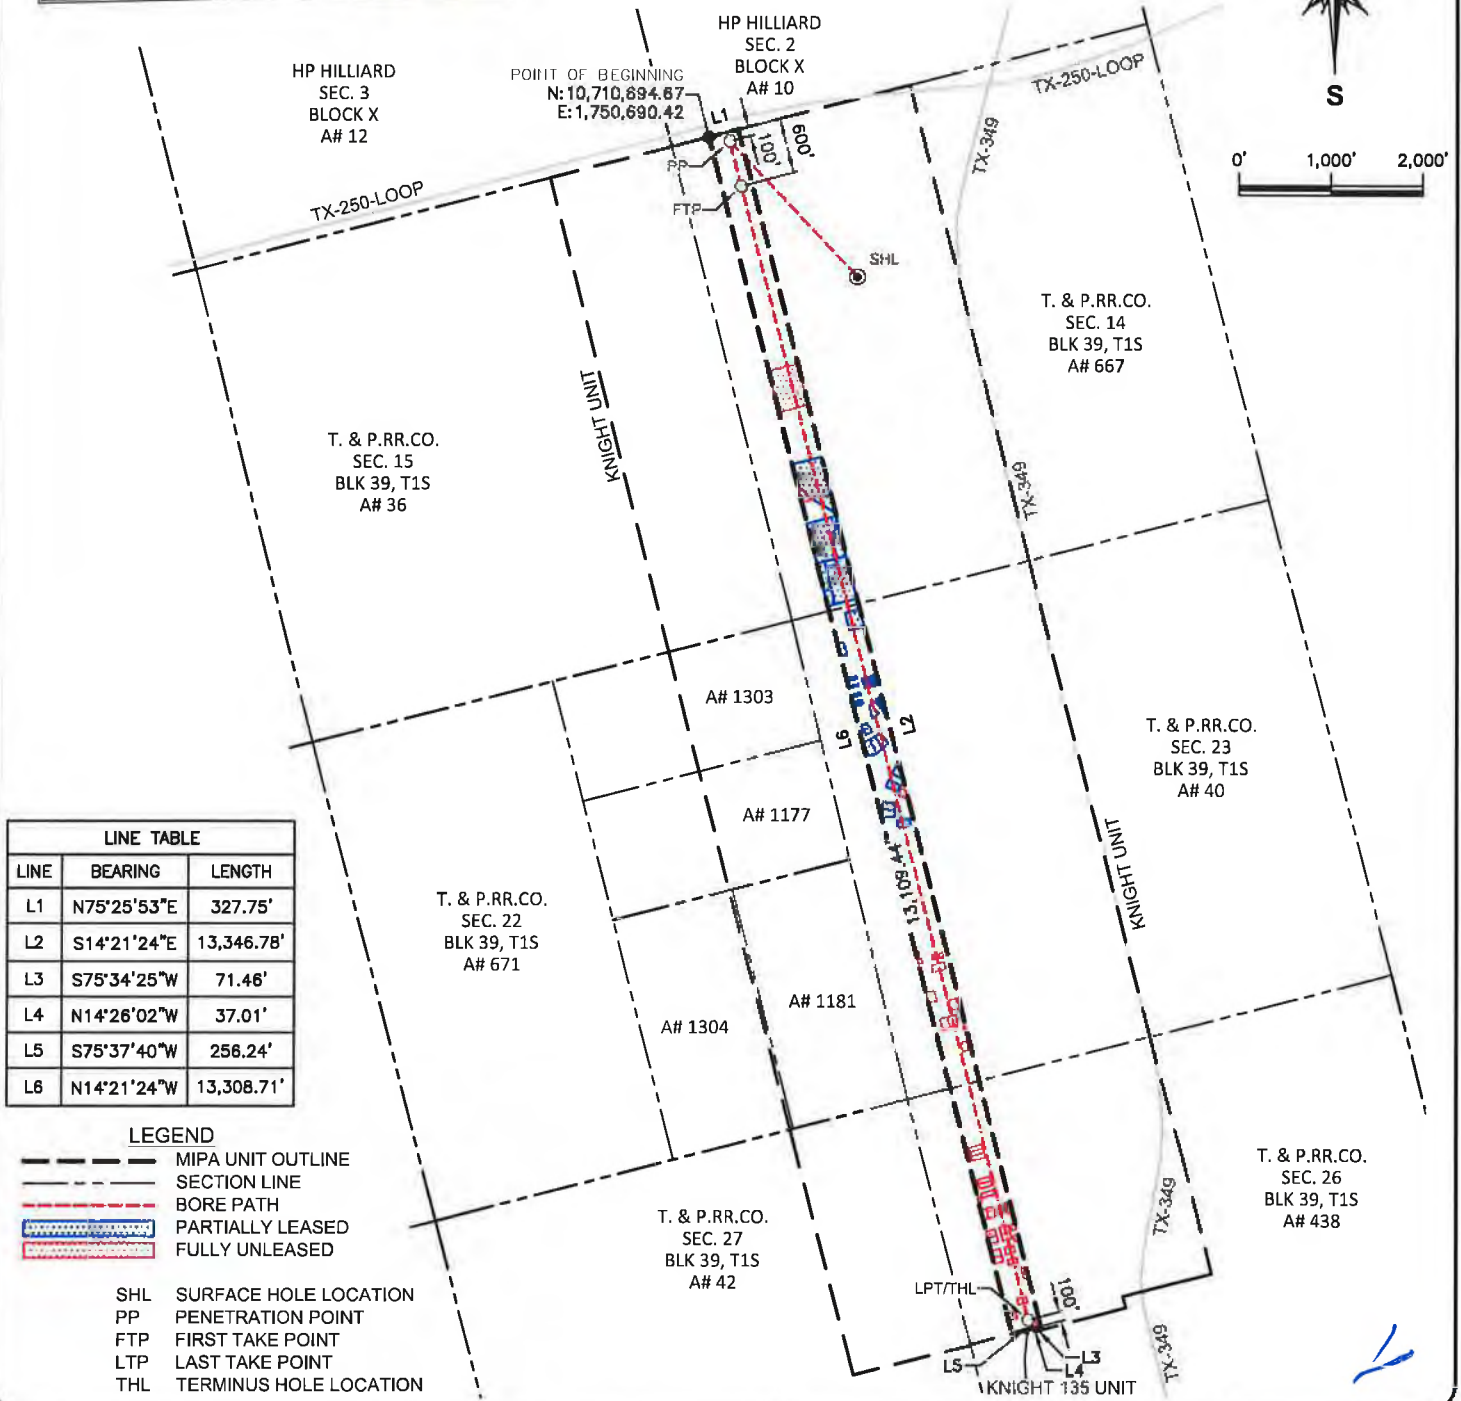 HP HILLIARD
SEC. 2
BLOCK X
A# 10
HP HILLIARD
SEC. 3
BLOCK X
A# 12
POINT OF BEGINNING
N: 10,710,694.67
E: 1,750,690.42
L1
TX-250-LOOP
S
TX-349
0' 1,000' 2,000'
600'
100'
PP
FTP
SHL
TX-250-LOOP
T. & P.RR.CO.
SEC. 14
BLK 39, T1S
A# 667
KNIGHT UNIT
T. & P.RR.CO.
SEC. 15
BLK 39, T1S
A# 36
TX-349
A# 1303
L6
L2
T. & P.RR.CO.
SEC. 23
BLK 39, T1S
A# 40
A# 1177
13,109.44'
KNIGHT UNIT
LINE TABLE
LINE BEARING LENGTH
L1 N75°25'53"E 327.75'
L2 S14°21'24"E 13,346.78'
L3 S75°34'25"W 71.46'
L4 N14°26'02"W 37.01'
L5 S75°37'40"W 256.24'
L6 N14°21'24"W 13,308.71'
T. & P.RR.CO.
SEC. 22
BLK 39, T1S
A# 671
A# 1181
A# 1304
LEGEND
MIPA UNIT OUTLINE
SECTION LINE
BORE PATH
PARTIALLY LEASED
FULLY UNLEASED
SHL SURFACE HOLE LOCATION
PP PENETRATION POINT
FTP FIRST TAKE POINT
LTP LAST TAKE POINT
THL TERMINUS HOLE LOCATION
T. & P.RR.CO.
SEC. 27
BLK 39, T1S
A# 42
T. & P.RR.CO.
SEC. 26
BLK 39, T1S
A# 438
TX-349
LPT/THL
100'
L5
L3
L4
TX-349
KNIGHT 135 UNIT